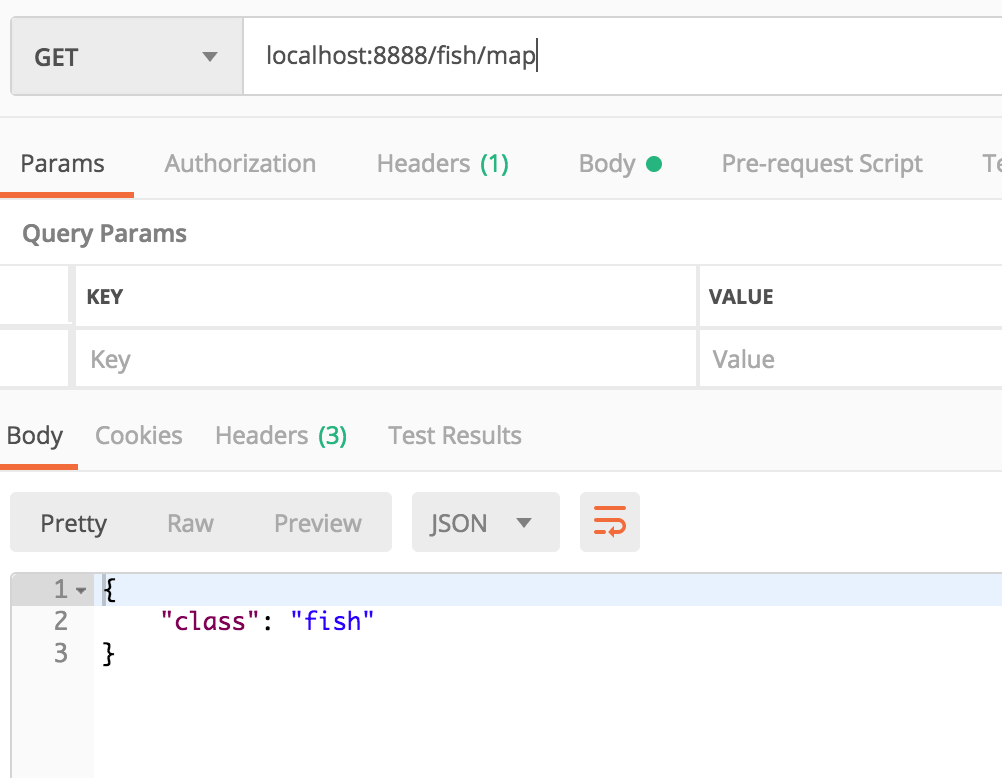 GET localhost:8888/fish/map
Params Authorization Headers (1) Body Pre-request Script Te
Query Params
KEY VALUE
Key Value
Body Cookies Headers (3) Test Results
Pretty Raw Preview JSON
1 {
2 "class": "fish"
3 }